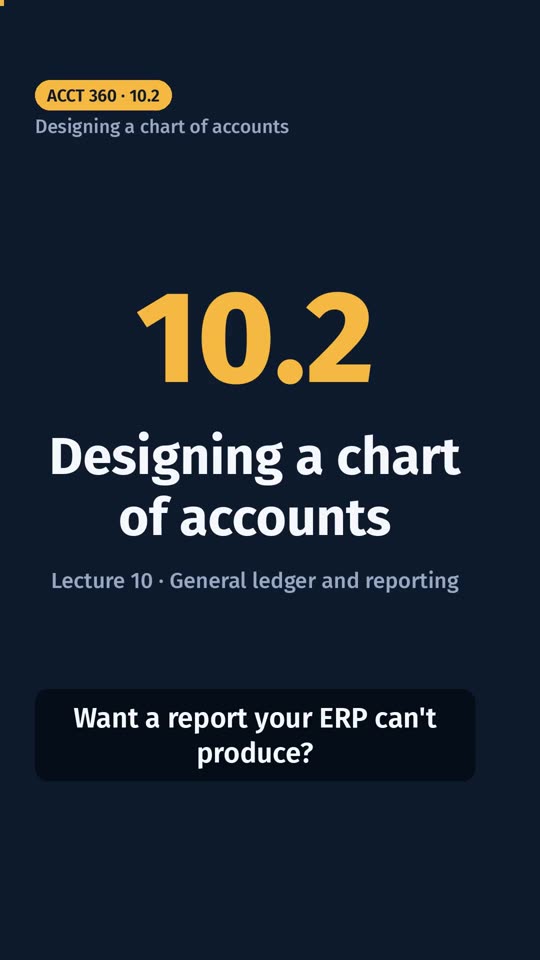 ACCT 360 · 10.2
Designing a chart of accounts
10.2
Designing a chart
of accounts
Lecture 10 · General ledger and reporting
Want a report your ERP can't
produce?